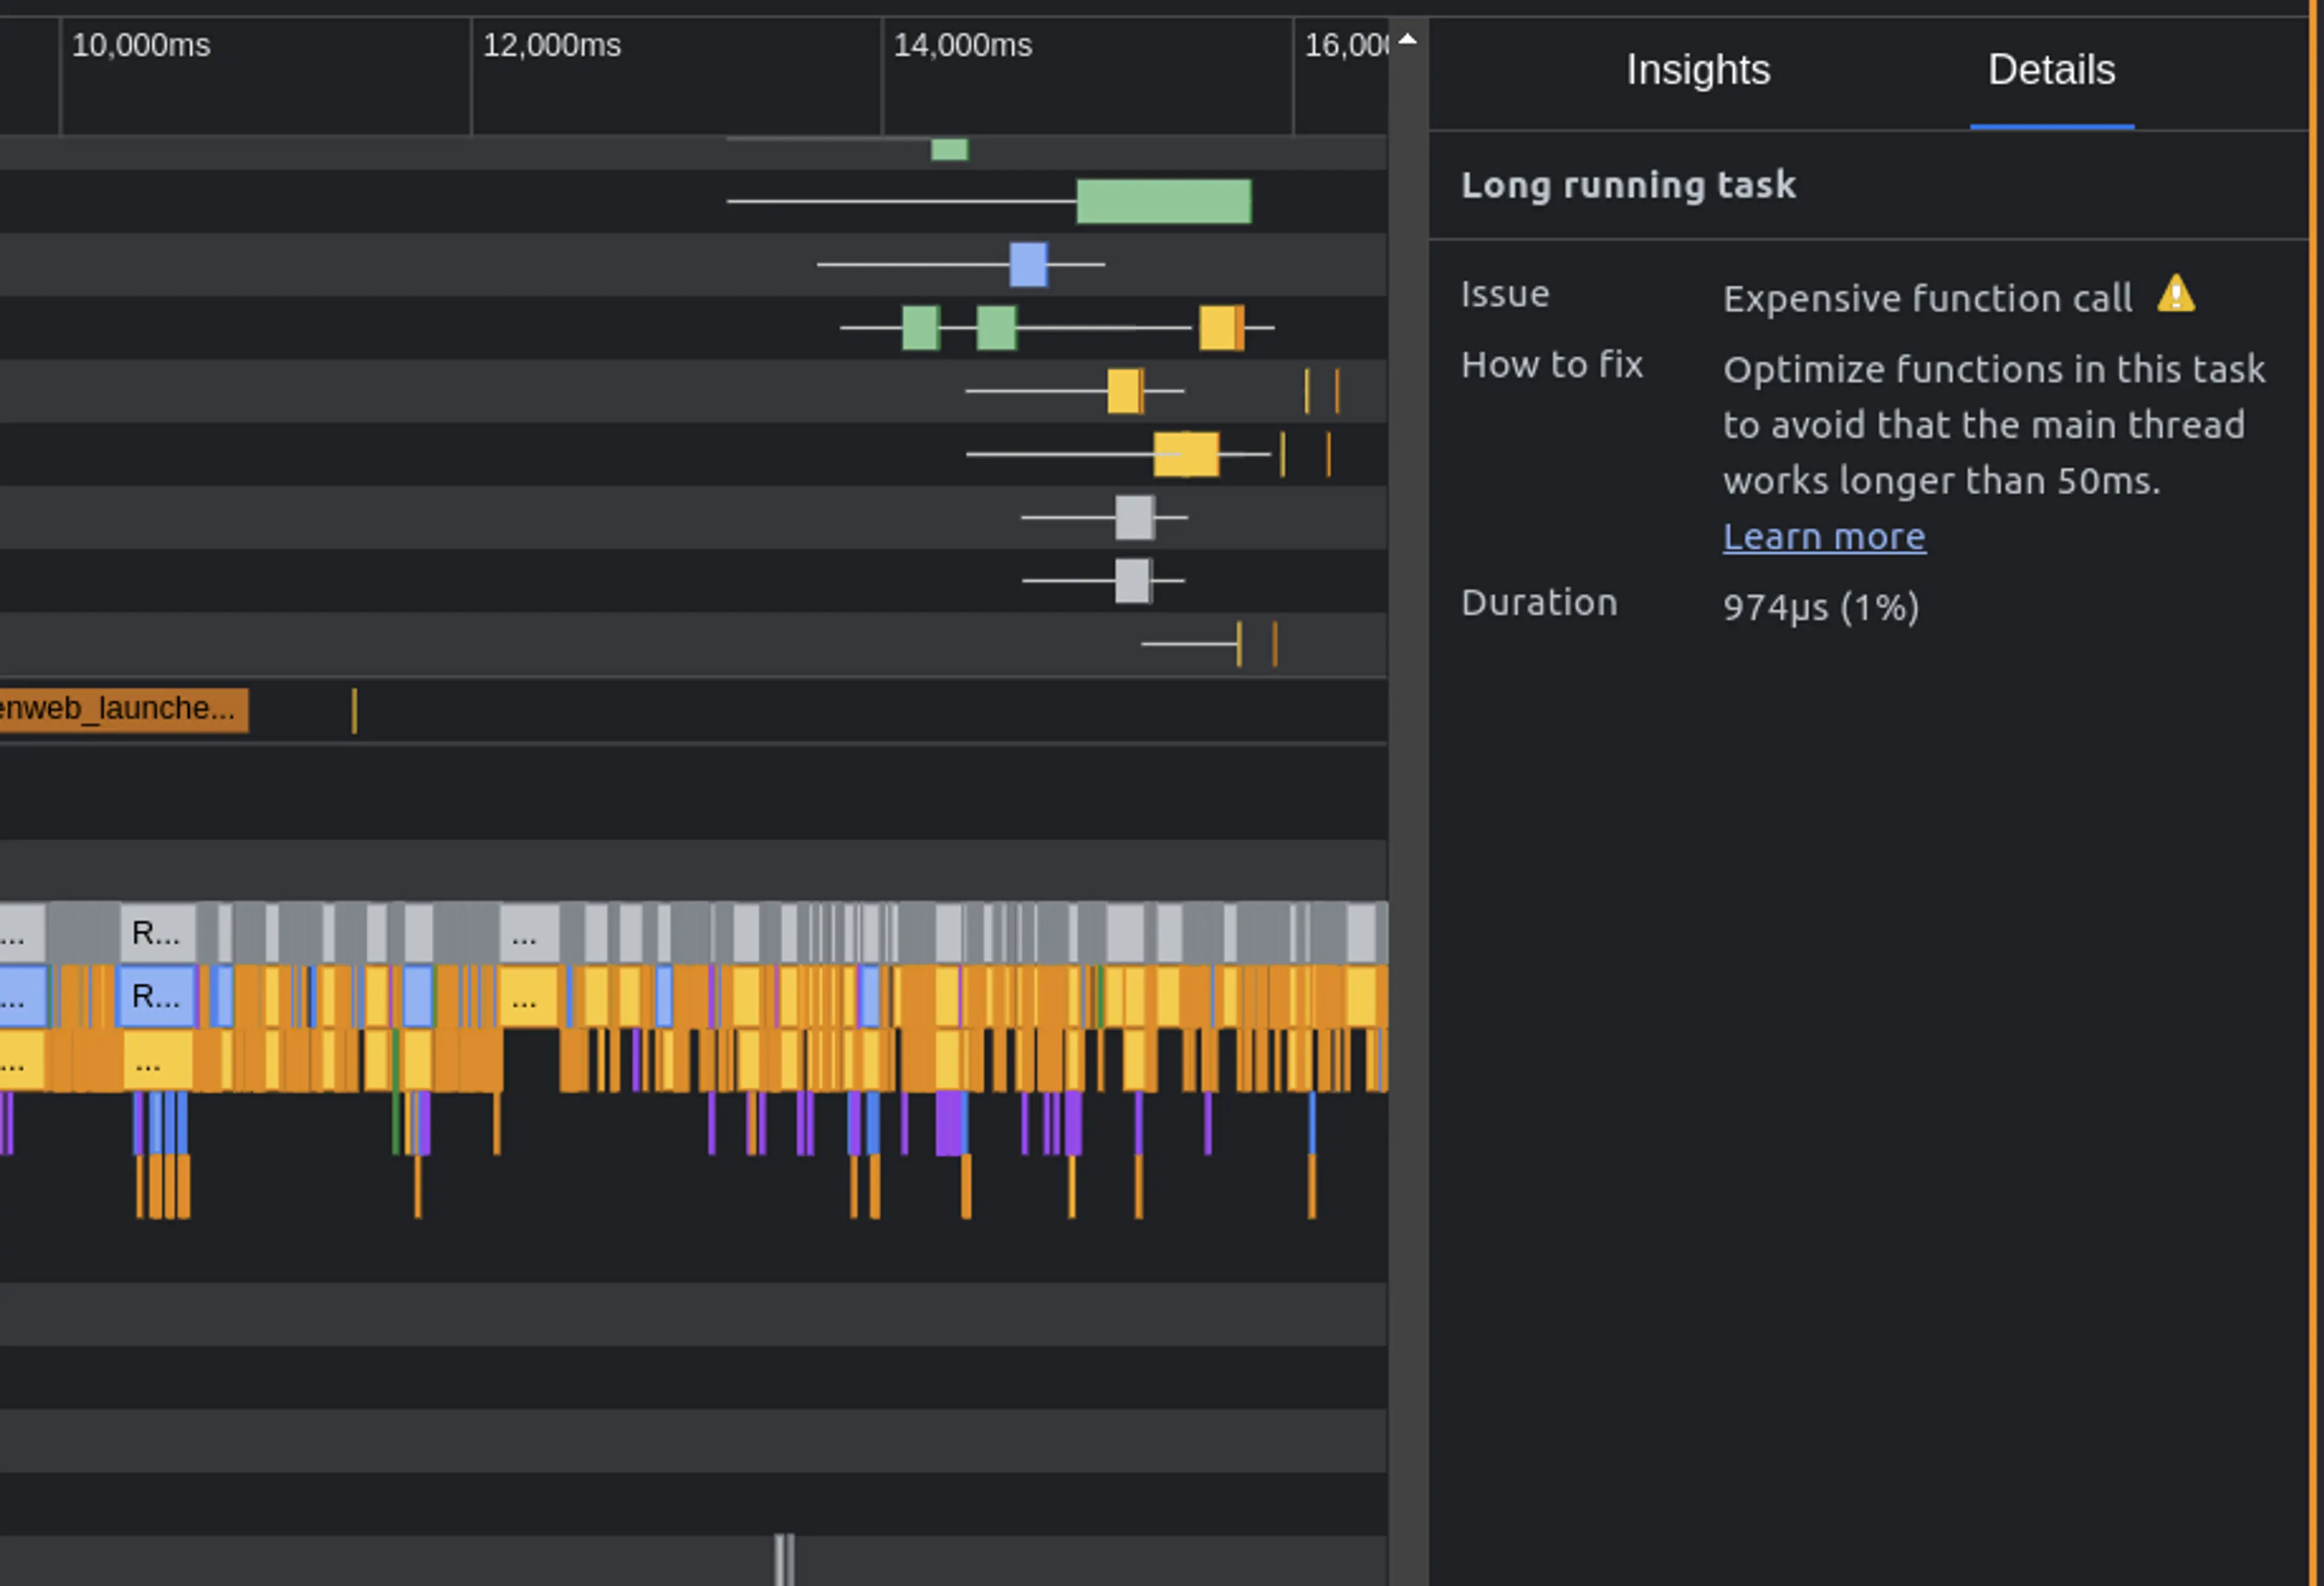 10,000ms 12,000ms 14,000ms 16,00
Insights Details
Long running task
Issue Expensive function call
How to fix Optimize functions in this task
to avoid that the main thread
works longer than 50ms.
Learn more
Duration 974µs (1%)
enweb_launche...
... R... ...
... R... ...
... ...